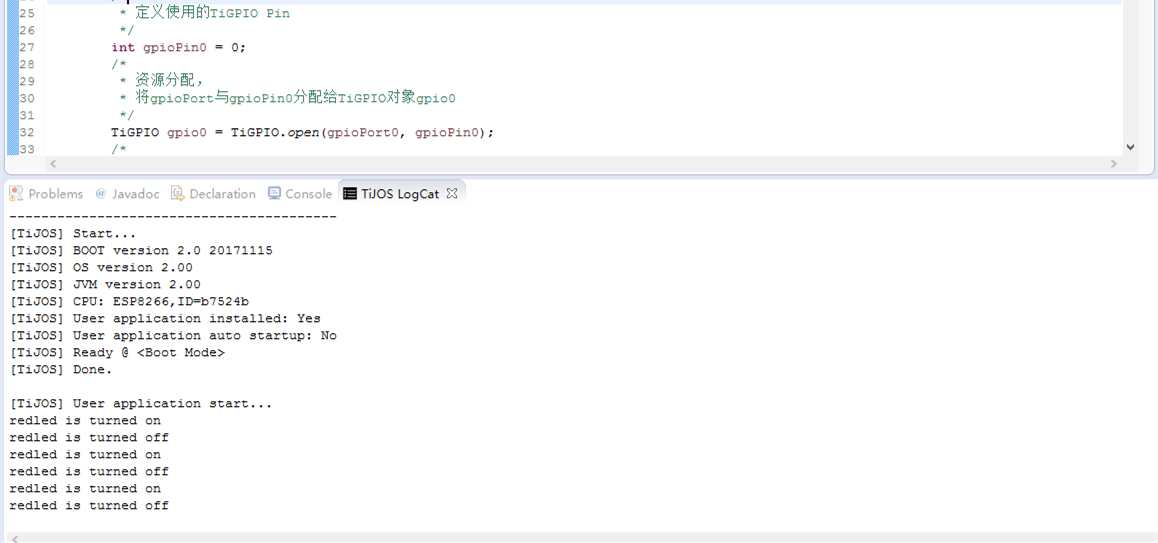 25 * 定义使用的TiGPIO Pin
26 */
27 int gpioPin0 = 0;
28 /*
29 * 资源分配，
30 * 将gpioPort与gpioPin0分配给TiGPIO对象gpio0
31 */
32 TiGPIO gpio0 = TiGPIO.open(gpioPort0, gpioPin0);
33 /*
Problems @ Javadoc Declaration Console TiJOS LogCat
-----------------------------------------
[TiJOS] Start...
[TiJOS] BOOT version 2.0 20171115
[TiJOS] OS version 2.00
[TiJOS] JVM version 2.00
[TiJOS] CPU: ESP8266,ID=b7524b
[TiJOS] User application installed: Yes
[TiJOS] User application auto startup: No
[TiJOS] Ready @ <Boot Mode>
[TiJOS] Done.
[TiJOS] User application start...
redled is turned on
redled is turned off
redled is turned on
redled is turned off
redled is turned on
redled is turned off